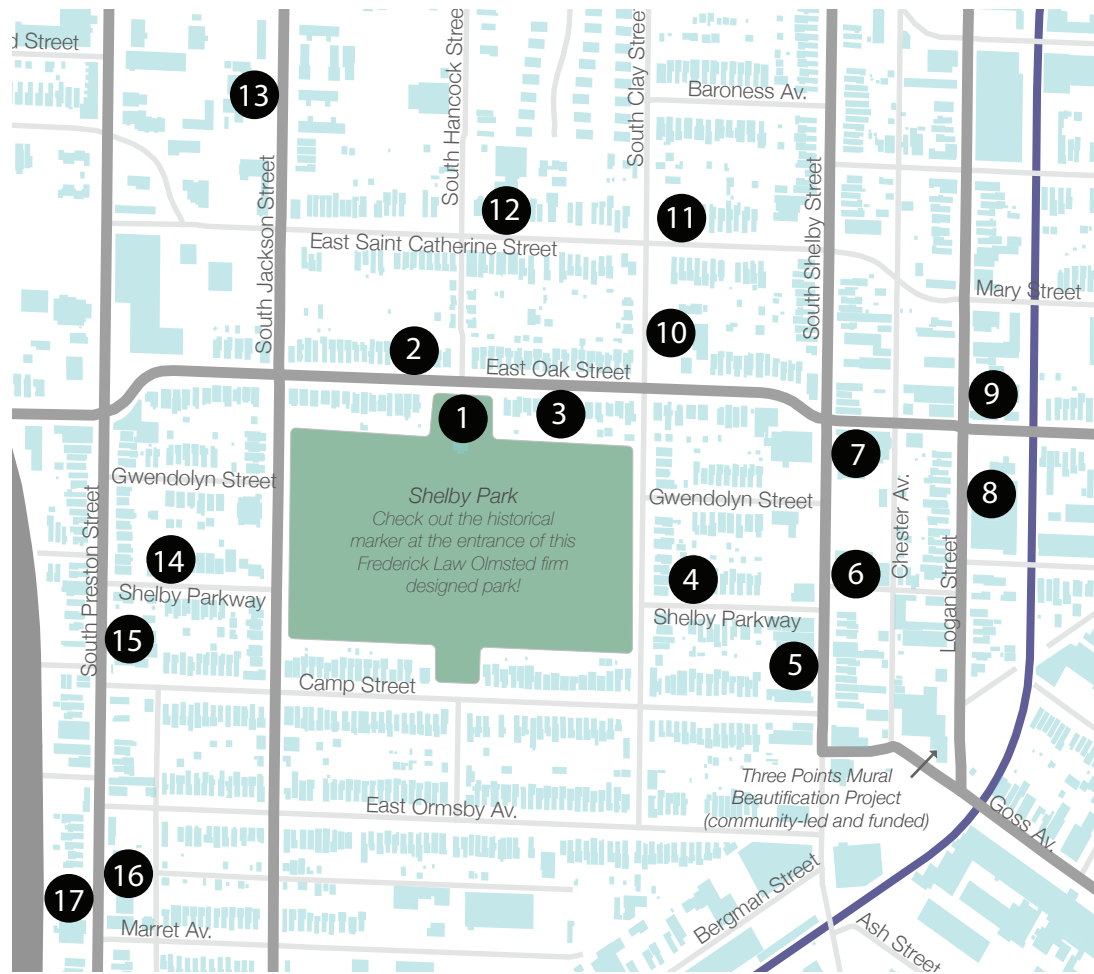 d Street
South Hancock Stree
South Clay Stree
Baroness Av.
13
South Jackson Street
12
11
South Shelby Street
East Saint Catherine Street
Mary Street
10
2
East Oak Street
9
1
3
7
Gwendolyn Street
Shelby Park
Check out the historical
marker at the entrance of this
Frederick Law Olmsted firm
designed park!
Gwendolyn Street
8
Chester Av.
South Preston Street
14
4
6
Logan Street
Shelby Parkway
Shelby Parkway
15
5
Camp Street
Three Points Mural
Beautification Project
(community-led and funded)
East Ormsby Av.
Goss Av.
16
17
Bergman Street
Marret Av.
Ash Street